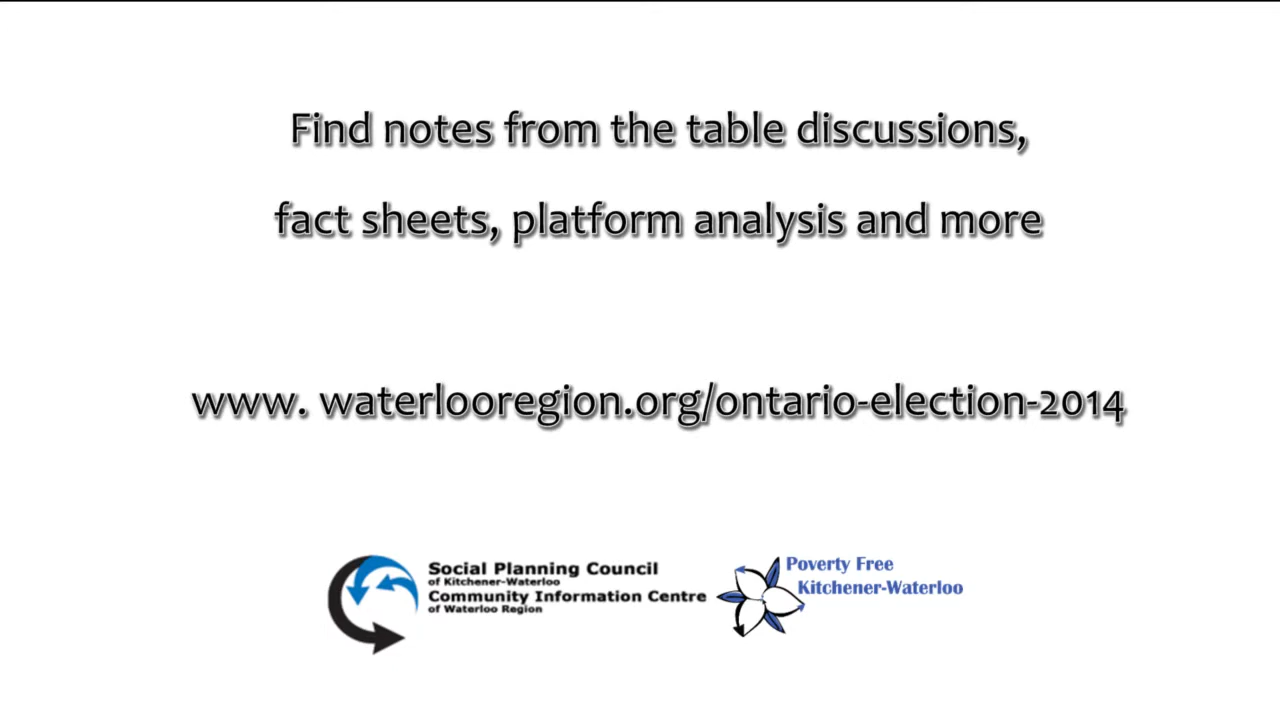 Find notes from the table discussions,
fact sheets, platform analysis and more
www. waterlooregion.org/ontario-election-2014
Social Planning Council
of Kitchener-Waterloo
Community Information Centre
of Waterloo Region
Poverty Free
Kitchener-Waterloo